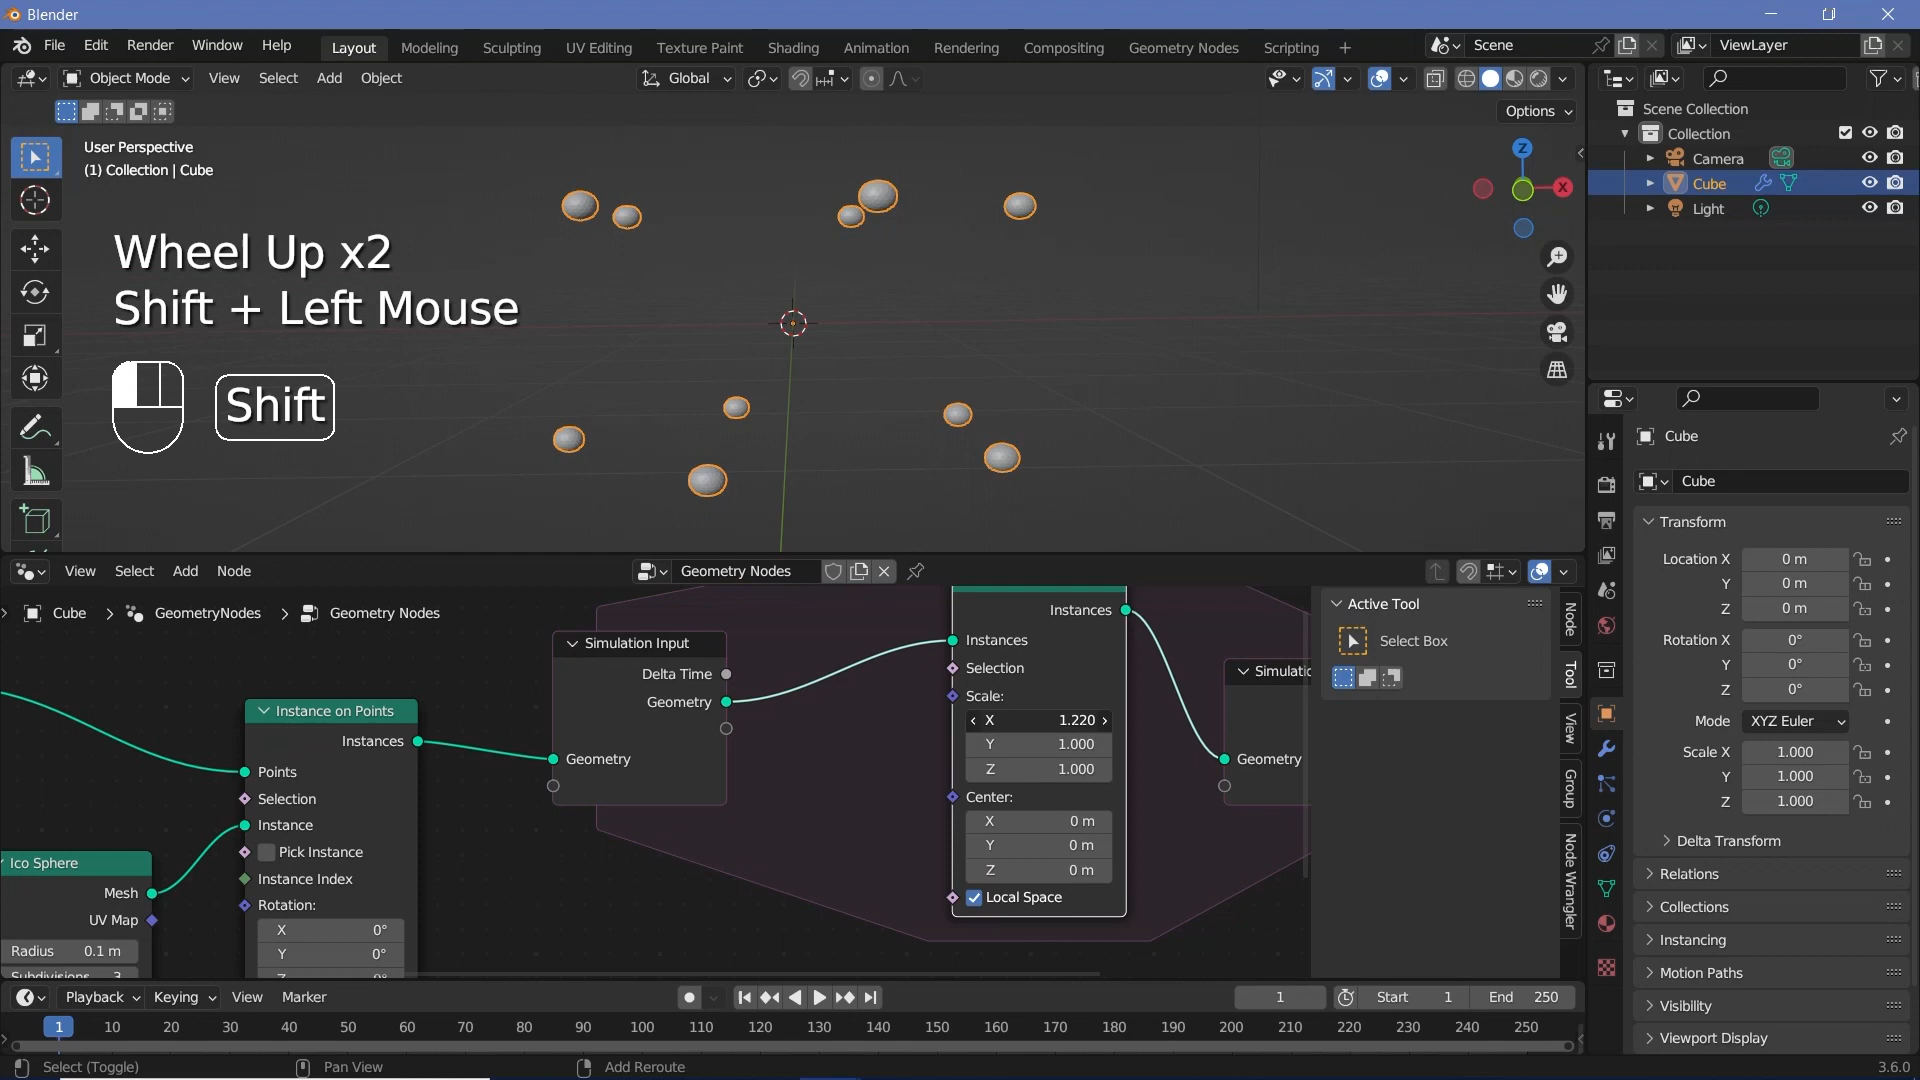 Blender
File Edit Render Window Help Layout Modeling Sculpting UV Editing Texture Paint Shading Animation Rendering Compositing Geometry Nodes Scripting Scene ViewLayer
Object Mode View Select Add Object Global
Options
User Perspective
(1) Collection | Cube
Z
X
Wheel Up x2
Shift + Left Mouse
Shift
Scene Collection
Collection
Camera
Cube
Light
Cube
Cube
Transform
Location X 0 m
Y 0 m
Z 0 m
Rotation X 0°
Y 0°
Z 0°
Mode XYZ Euler
Scale X 1.000
Y 1.000
Z 1.000
Delta Transform
Relations
Collections
Instancing
Motion Paths
Visibility
Viewport Display
View Select Add Node Geometry Nodes
Cube GeometryNodes Geometry Nodes
Ico Sphere
Mesh
UV Map
Radius 0.1 m
Subdivisions 3
Instance on Points
Instances
Points
Selection
Instance
Pick Instance
Instance Index
Rotation:
X 0°
Y 0°
Z 0°
Simulation Input
Delta Time
Geometry
Geometry
Instances
Instances
Selection
Scale:
X 1.220
Y 1.000
Z 1.000
Center:
X 0 m
Y 0 m
Z 0 m
Local Space
Simulatio
Geometry
Active Tool
Select Box
Node
Tool
View
Group
Node Wrangler
Playback Keying View Marker 1 Start 1 End 250
1 10 20 30 40 50 60 70 80 90 100 110 120 130 140 150 160 170 180 190 200 210 220 230 240 250
Select (Toggle) Pan View Add Reroute 3.6.0